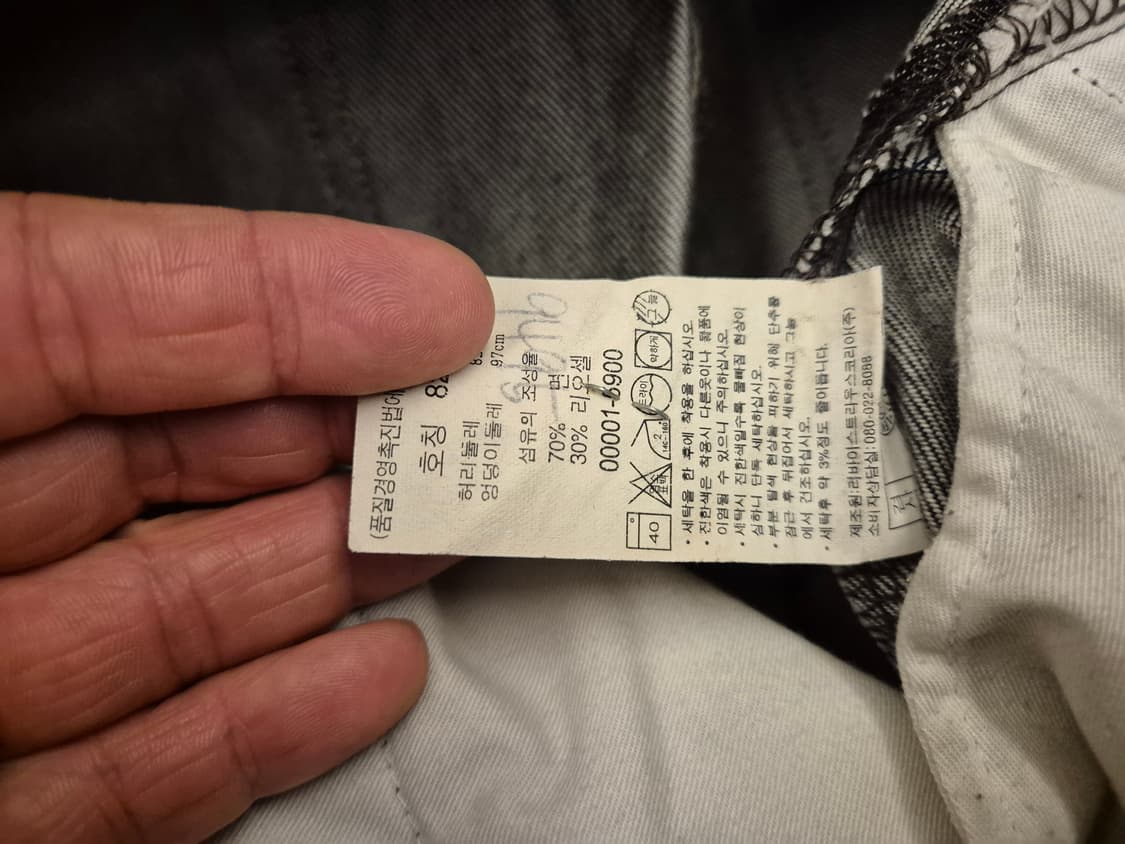 (품질경영촉진법에
호칭
허리둘레
엉덩이둘레 97cm
섬유의 조성율
70% 면
30% 리오셀
40 약하게 드라이 그늘
• 세탁을 한 후에 착용을 하십시오.
• 진한색은 착용시 다른옷이나 물품에
이염될 수 있으니 주의하십시오.
• 세탁시 진한색일수록 물빠짐 현상이
심하니 단독 세탁하십시오.
• 부분 탈색 현상을 피하기 위해 단추를
잠근 후 뒤집어서 세탁하시고 그늘
에서 건조하십시오.
• 세탁후 약 3%정도 줄어듭니다.
제조원:리바이스트라우스코리아(주)
소비자상담실:080-022-8088